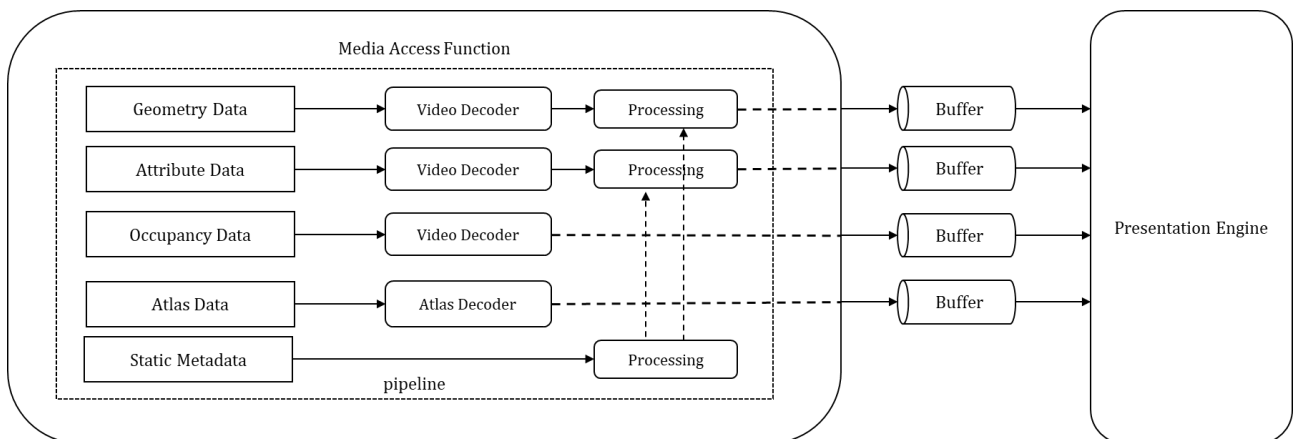 Media Access Function
Geometry Data
Video Decoder
Processing
Buffer
Attribute Data
Video Decoder
Processing
Buffer
Occupancy Data
Video Decoder
Buffer
Presentation Engine
Atlas Data
Atlas Decoder
Buffer
Static Metadata
Processing
pipeline